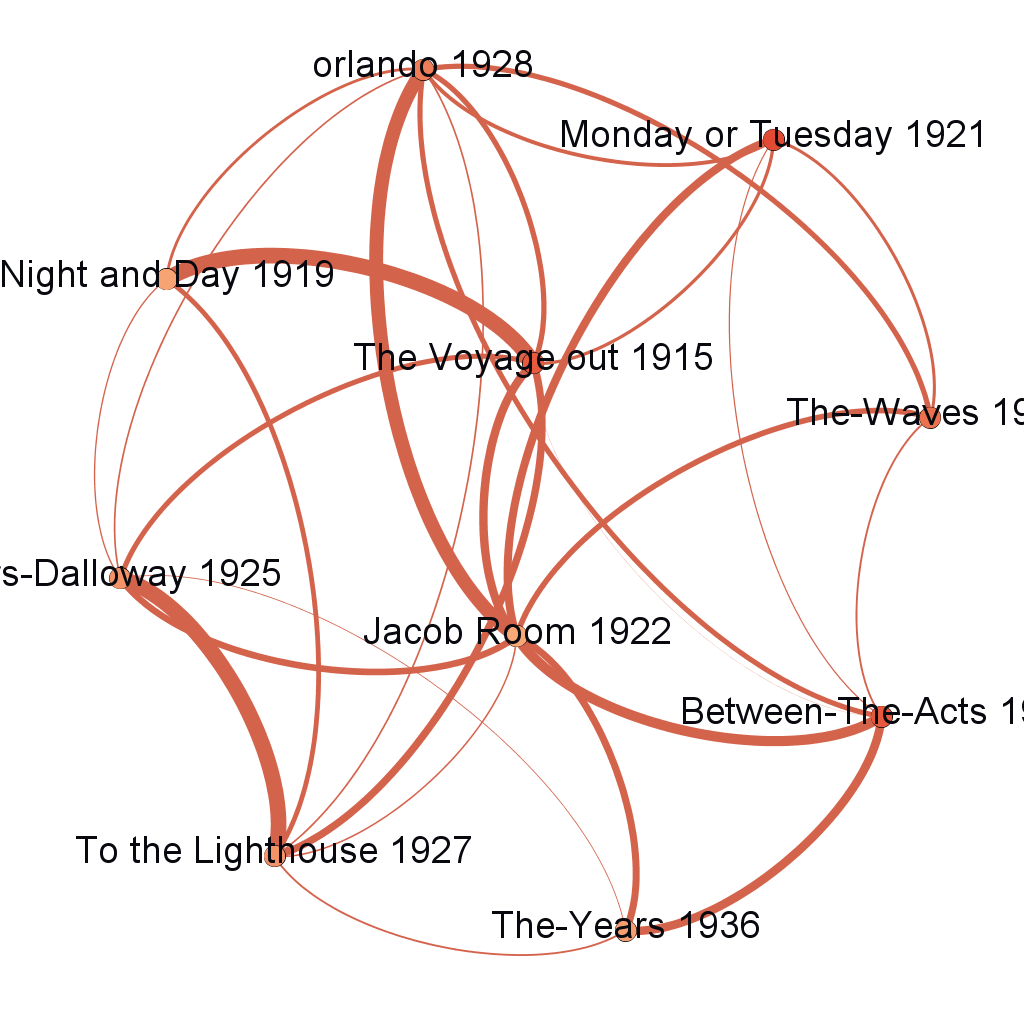 orlando 1928
Monday or Tuesday 1921
Night and Day 1919
The Voyage out 1915
The-Waves 19
s-Dalloway 1925
Jacob Room 1922
Between-The-Acts 19
To the Lighthouse 1927
The-Years 1936